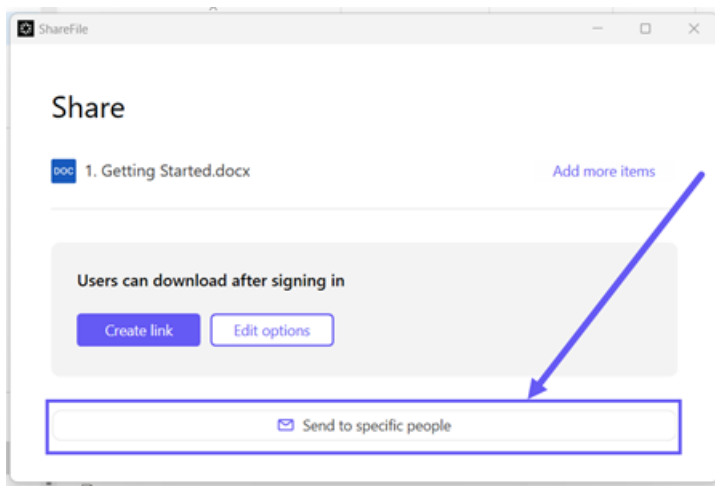 ShareFile
Share
DOC 1. Getting Started.docx
Add more items
Users can download after signing in
Create link
Edit options
Send to specific people